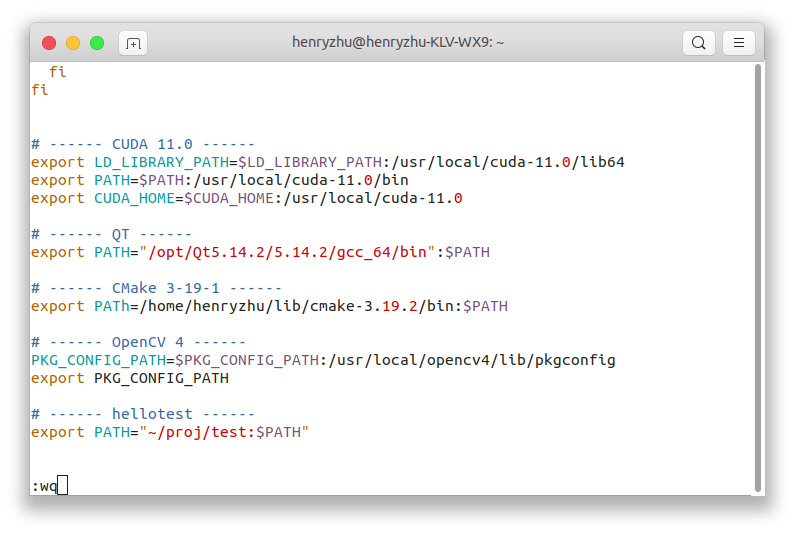 henryzhu@henryzhu-KLV-WX9: ~
fi
fi
# ------ CUDA 11.0 ------
export LD_LIBRARY_PATH=$LD_LIBRARY_PATH:/usr/local/cuda-11.0/lib64
export PATH=$PATH:/usr/local/cuda-11.0/bin
export CUDA_HOME=$CUDA_HOME:/usr/local/cuda-11.0
# ------ QT ------
export PATH="/opt/Qt5.14.2/5.14.2/gcc_64/bin":$PATH
# ------ CMake 3-19-1 ------
export PATh=/home/henryzhu/lib/cmake-3.19.2/bin:$PATH
# ------ OpenCV 4 ------
PKG_CONFIG_PATH=$PKG_CONFIG_PATH:/usr/local/opencv4/lib/pkgconfig
export PKG_CONFIG_PATH
# ------ hellotest ------
export PATH="~/proj/test:$PATH"
:wq